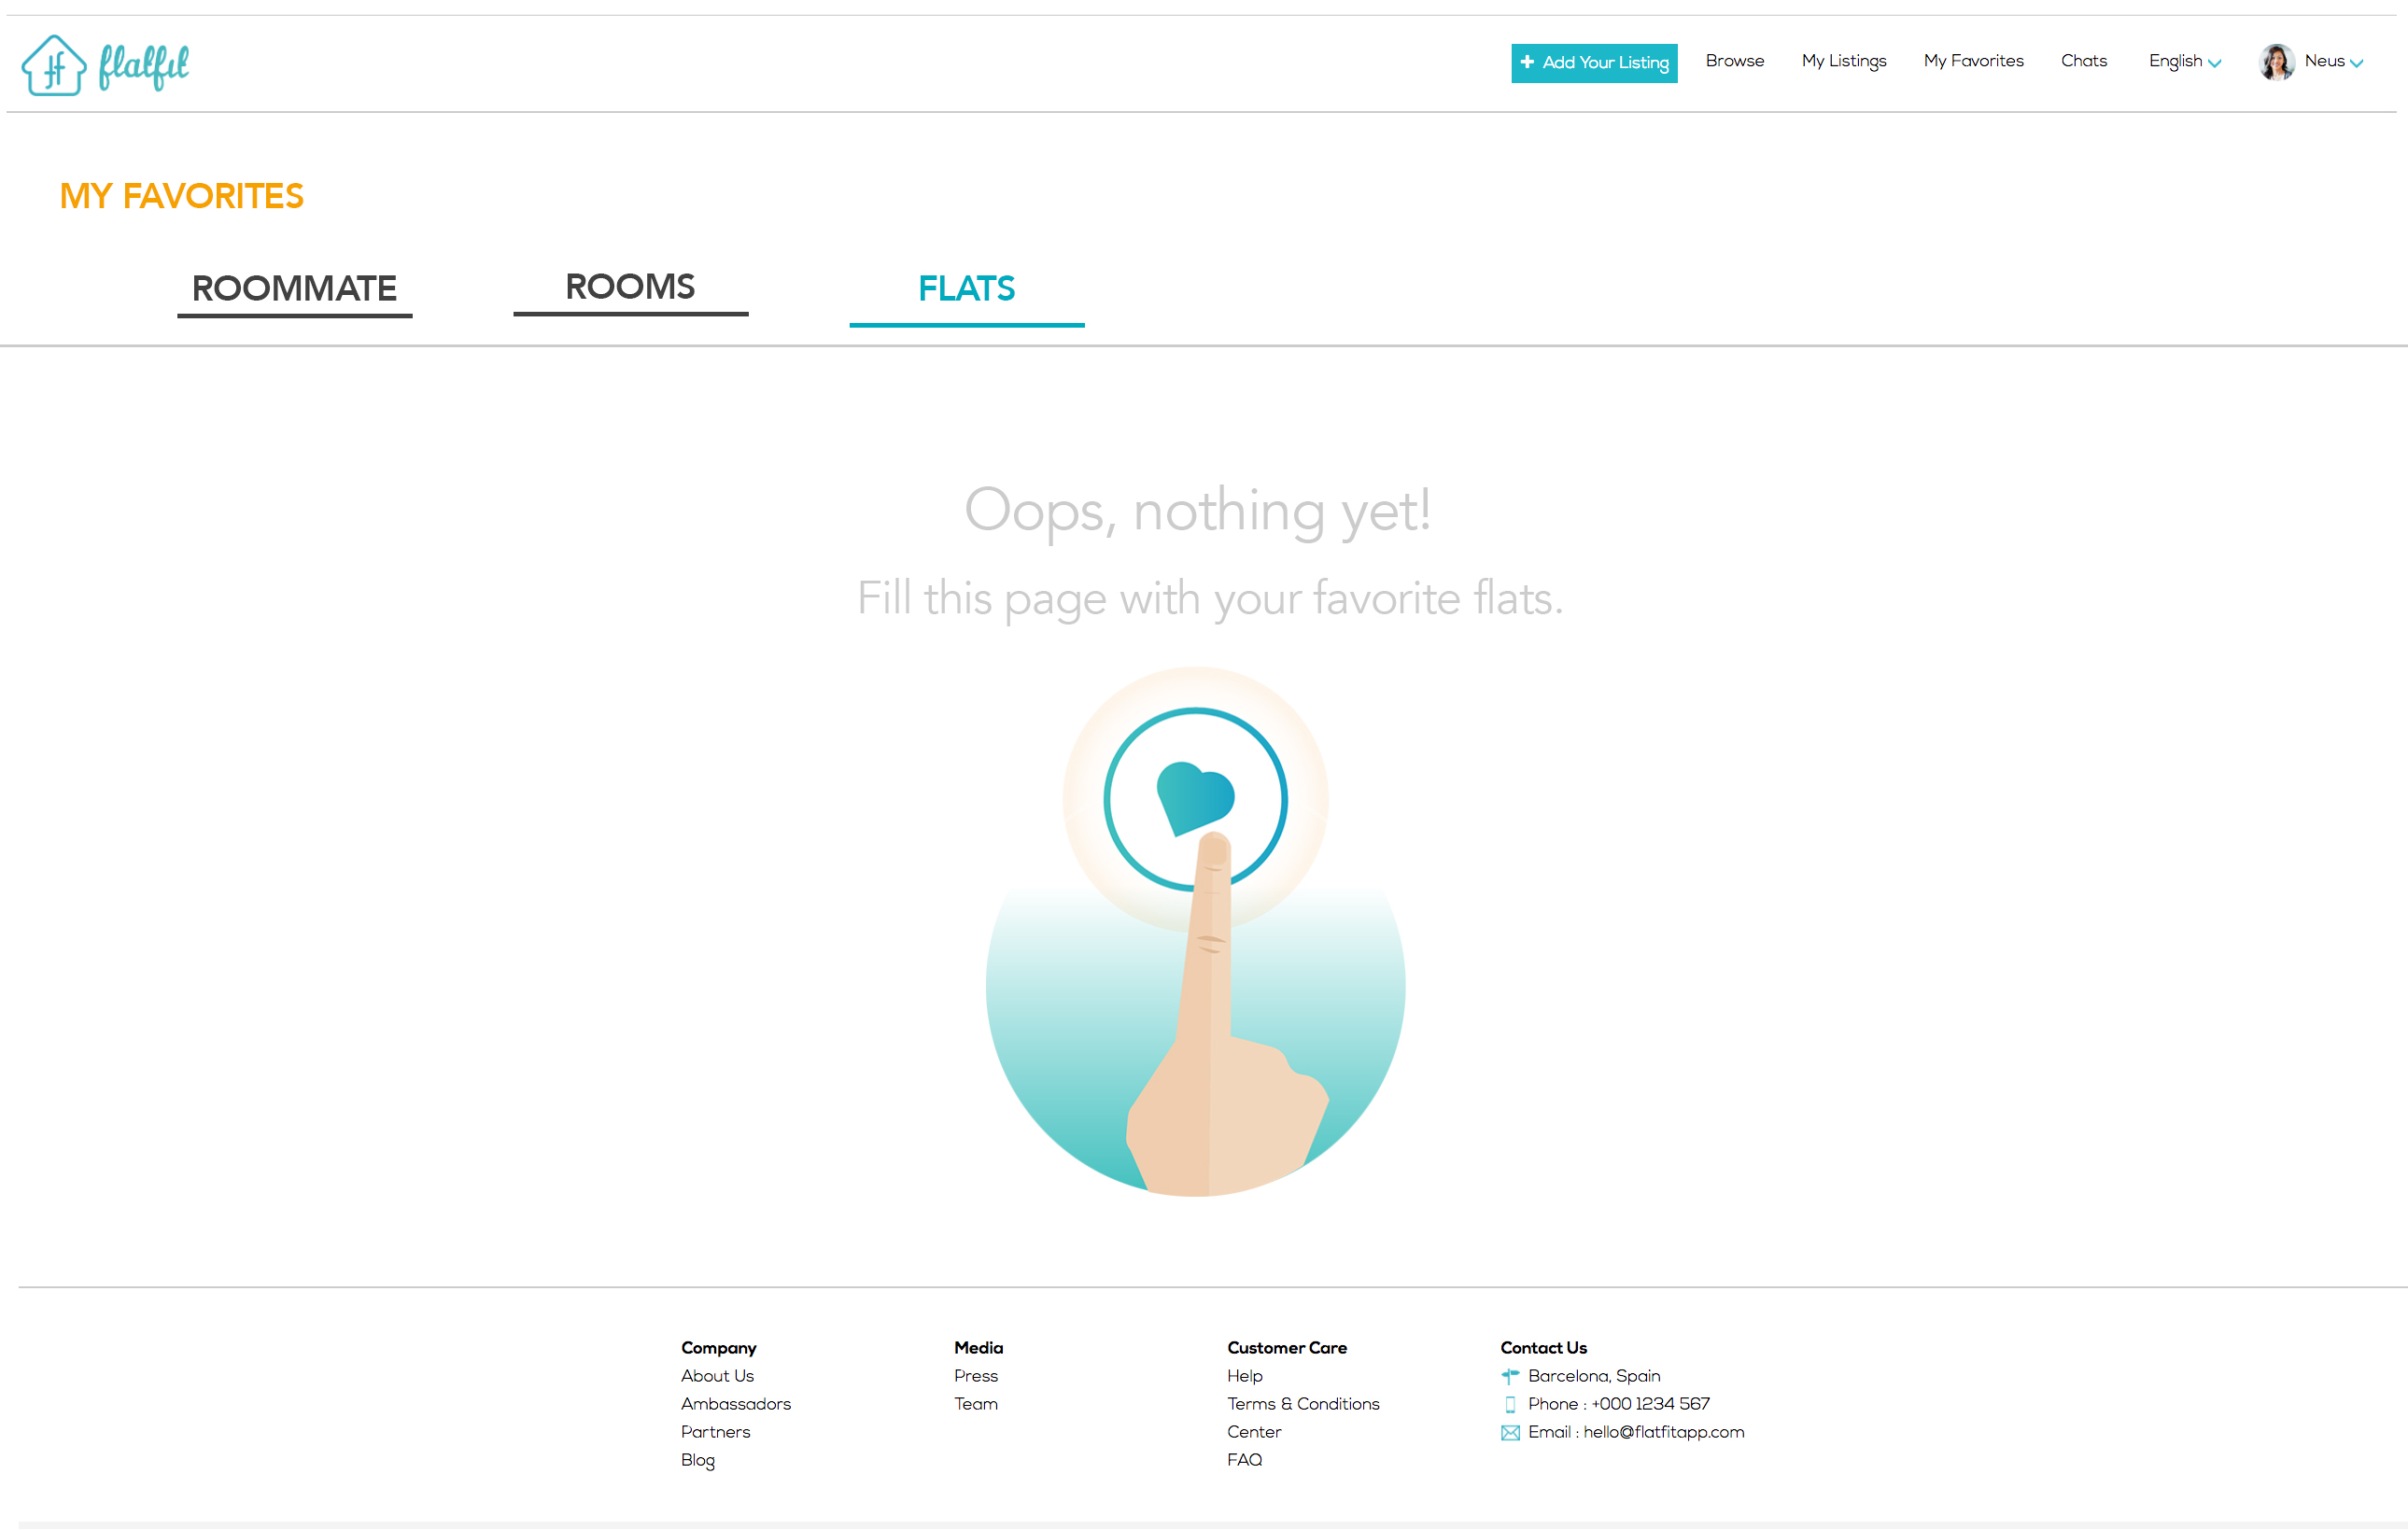 flatfit
+ Add Your Listing Browse My Listings My Favorites Chats English Neus
MY FAVORITES
ROOMMATE ROOMS FLATS
Oops, nothing yet!
Fill this page with your favorite flats.
Company
About Us
Ambassadors
Partners
Blog
Media
Press
Team
Customer Care
Help
Terms & Conditions
Center
FAQ
Contact Us
Barcelona, Spain
Phone : +000 1234 567
Email : hello@flatfitapp.com